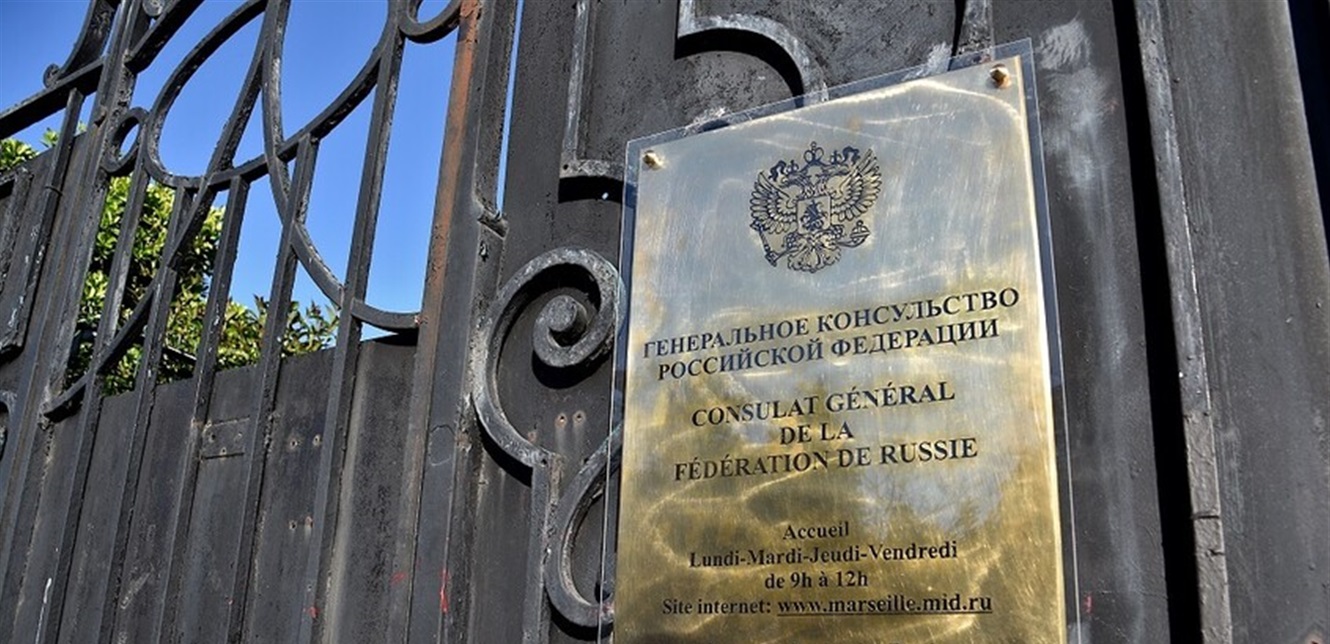 ГЕНЕРАЛЬНОЕ КОНСУЛЬСТВО
РОССИЙСКОЙ ФЕДЕРАЦИИ
CONSULAT GÉNÉRAL
DE LA
FÉDÉRATION DE RUSSIE
Accueil
Lundi-Mardi-Jeudi-Vendredi
de 9h à 12h
Site internet: www.marseille.mid.ru